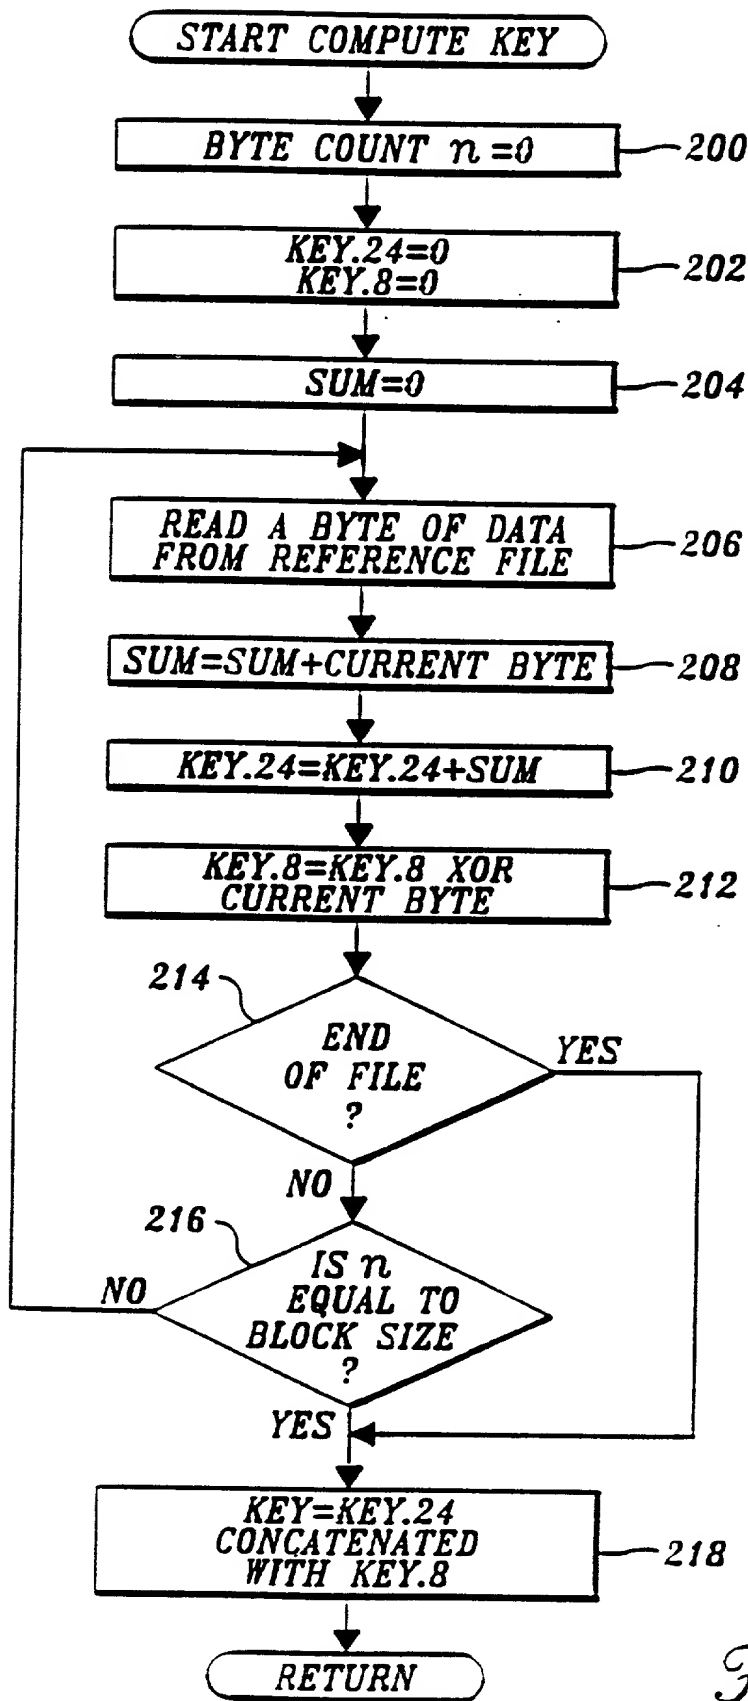 START COMPUTE KEY
BYTE COUNT n=0
200
KEY.24=0
KEY.8=0
202
SUM=0
204
READ A BYTE OF DATA
FROM REFERENCE FILE
206
SUM=SUM+CURRENT BYTE
208
KEY.24=KEY.24+SUM
210
KEY.8=KEY.8 XOR
CURRENT BYTE
212
214
END
OF FILE
?
YES
NO
216
IS n
EQUAL TO
BLOCK SIZE
?
NO
YES
KEY=KEY.24
CONCATENATED
WITH KEY.8
218
RETURN